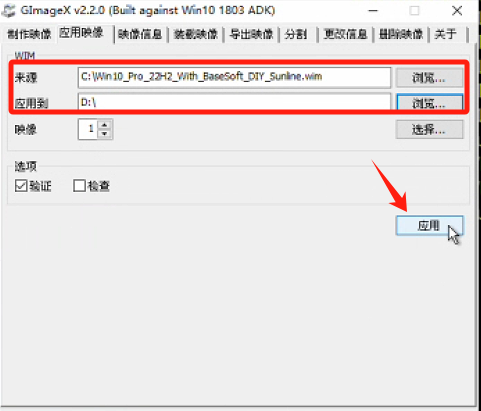 GImageX v2.2.0 (Built against Win10 1803 ADK)
制作映像 应用映像 映像信息 装载映像 导出映像 分割 更改信息 删除映像 关于
WIM
来源 C:\Win10_Pro_22H2_With_BaseSoft_DIY_Sunline.wim 浏览...
应用到 D:\ 浏览...
映像 1 选择...
选项
验证 检查
应用